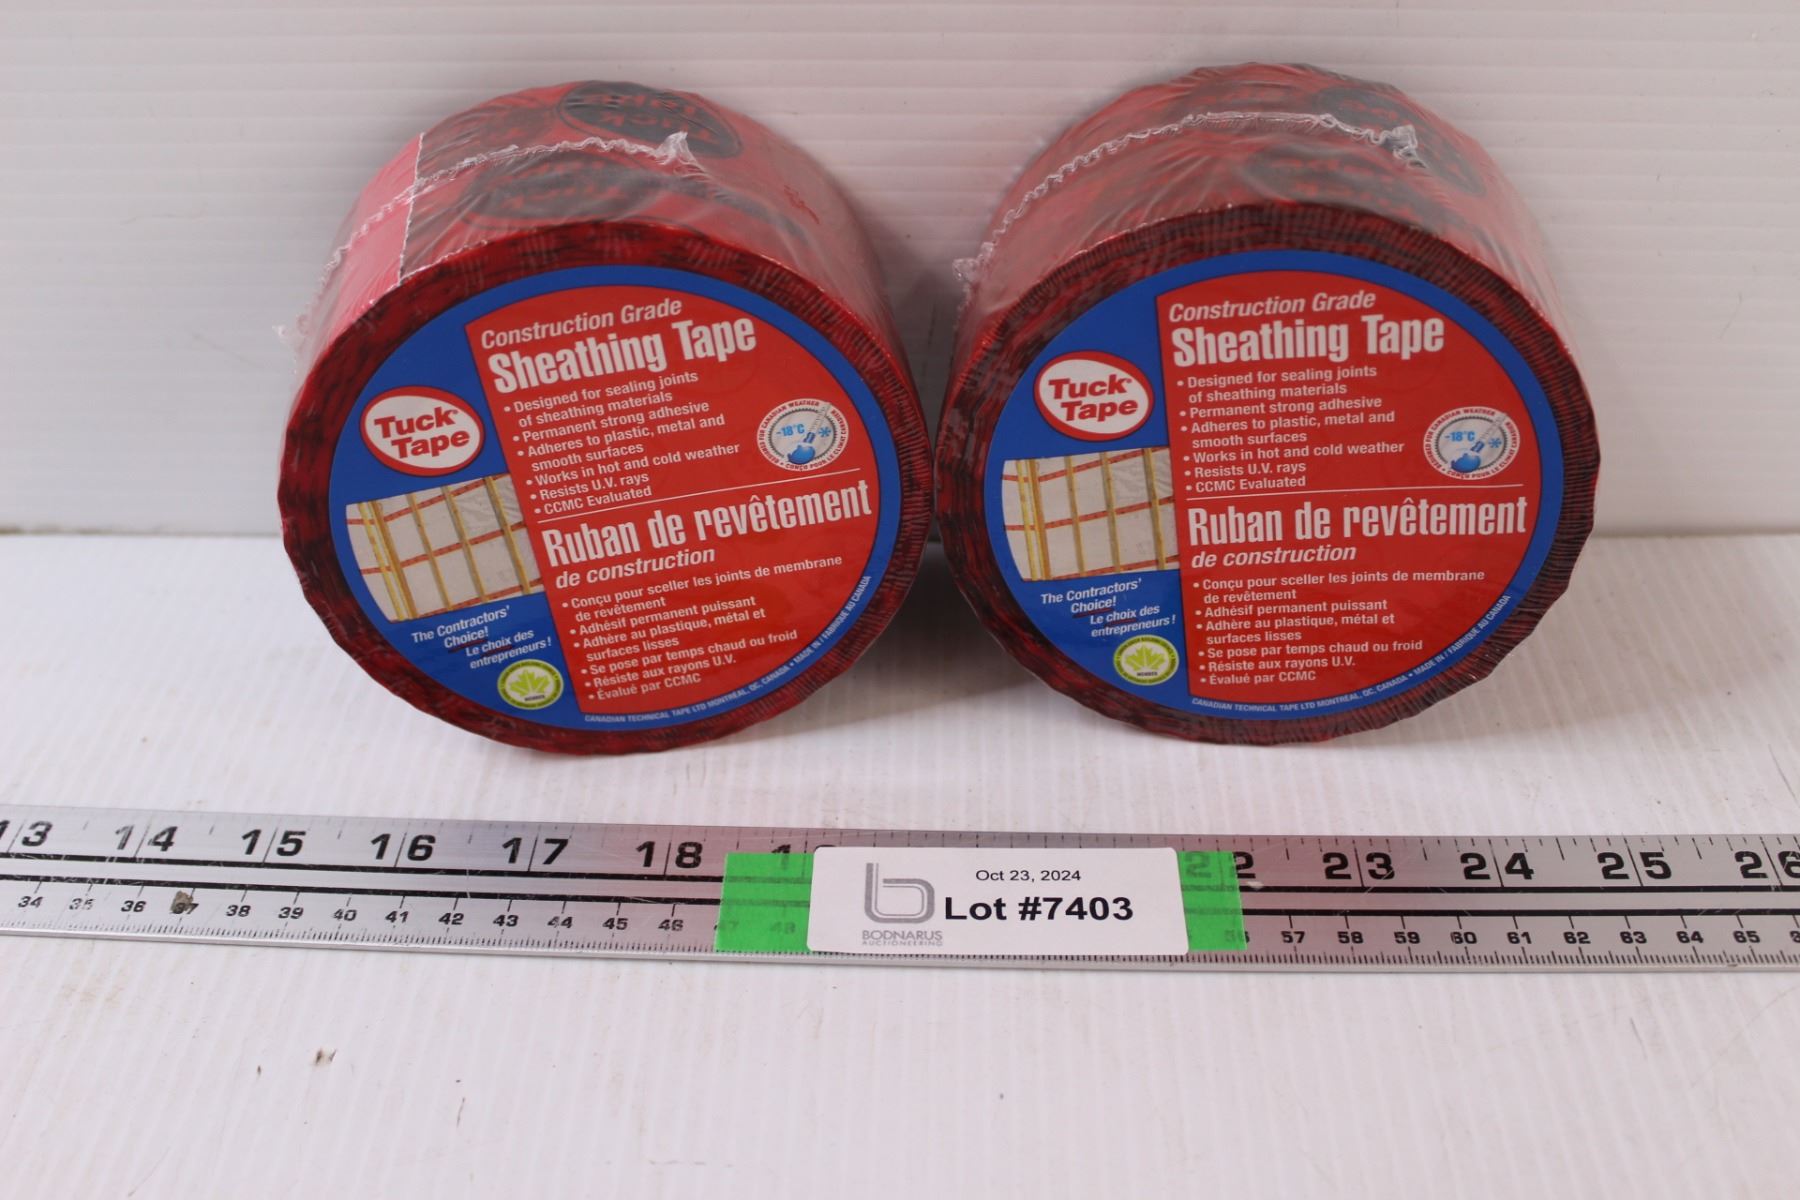 Construction Grade
Sheathing Tape
• Designed for sealing joints
of sheathing materials
• Permanent strong adhesive
• Adheres to plastic, metal and
smooth surfaces
• Works in hot and cold weather
• Resists U.V. rays
• CCMC Evaluated
Tuck®
Tape
-18°C
Ruban de revêtement
de construction
• Conçu pour sceller les joints de membrane
de revêtement
• Adhésif permanent puissant
• Adhère au plastique, métal et
surfaces lisses
• Se pose par temps chaud ou froid
• Résiste aux rayons U.V.
• Évalué par CCMC
The Contractors'
Choice!
Le choix des
entrepreneurs!
MEMBER
CANADIAN TECHNICAL TAPE LTD MONTRÉAL, QC, CANADA • MADE IN / FABRIQUÉ AU CANADA
Construction Grade
Sheathing Tape
• Designed for sealing joints
of sheathing materials
• Permanent strong adhesive
• Adheres to plastic, metal and
smooth surfaces
• Works in hot and cold weather
• Resists U.V. rays
• CCMC Evaluated
Tuck®
Tape
-18°C
Ruban de revêtement
de construction
• Conçu pour sceller les joints de membrane
de revêtement
• Adhésif permanent puissant
• Adhère au plastique, métal et
surfaces lisses
• Se pose par temps chaud ou froid
• Résiste aux rayons U.V.
• Évalué par CCMC
The Contractors'
Choice!
Le choix des
entrepreneurs!
MEMBER
CANADIAN TECHNICAL TAPE LTD MONTRÉAL, QC, CANADA • MADE IN / FABRIQUÉ AU CANADA
13 14 15 16 17 18 22 23 24 25 26
34 35 36 37 38 39 40 41 42 43 44 45 46 47 48 56 57 58 59 60 61 62 63 64 65
Oct 23, 2024
Lot #7403
BODNARUS
AUCTIONEERING